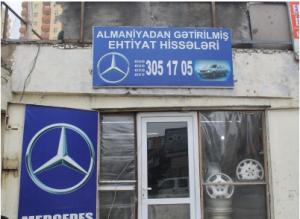 ALMANİYADAN GƏTİRİLMİŞ
EHTİYAT HİSSƏLƏRİ
305 17 05
MERCEDES